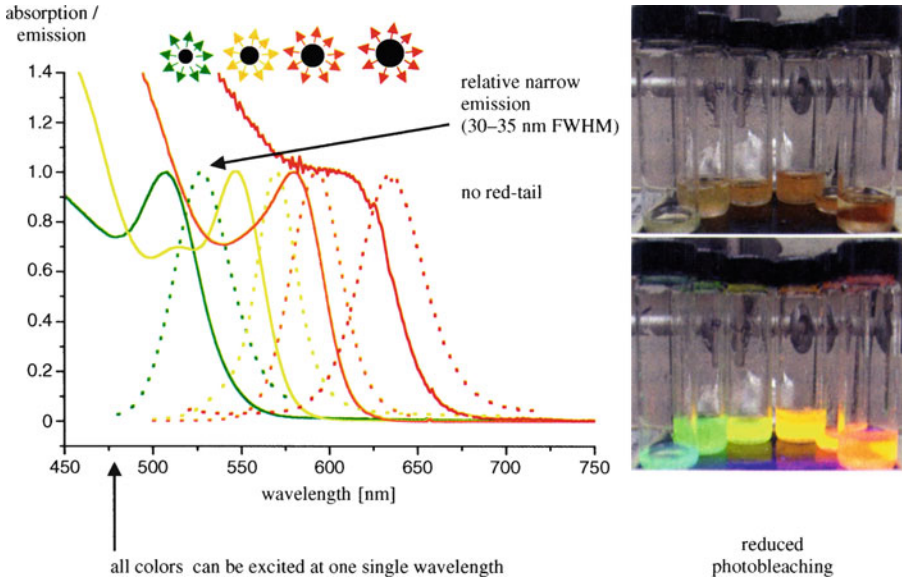 absorption /
emission
1.4
1.2
1.0
0.8
0.6
0.4
0.2
0
relative narrow
emission
(30–35 nm FWHM)
no red-tail
450 500 550 600 650 700 750
wavelength [nm]
all colors can be excited at one single wavelength
reduced
photobleaching